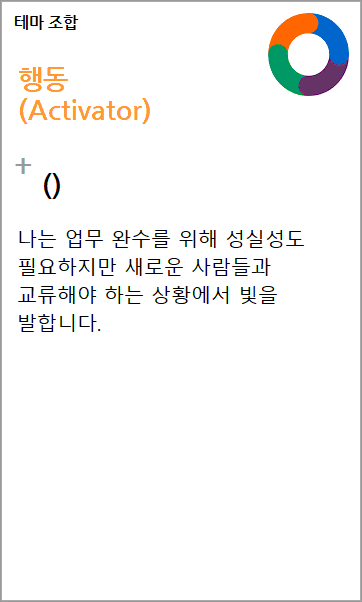 테마 조합
행동
(Activator)
+
()
나는 업무 완수를 위해 성실성도
필요하지만 새로운 사람들과
교류해야 하는 상황에서 빛을
발합니다.